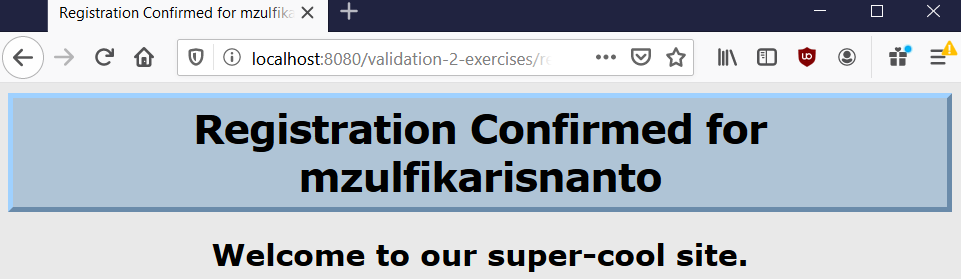 Registration Confirmed for mzulfika
localhost:8080/validation-2-exercises/re
Registration Confirmed for
mzulfikarisnanto
Welcome to our super-cool site.